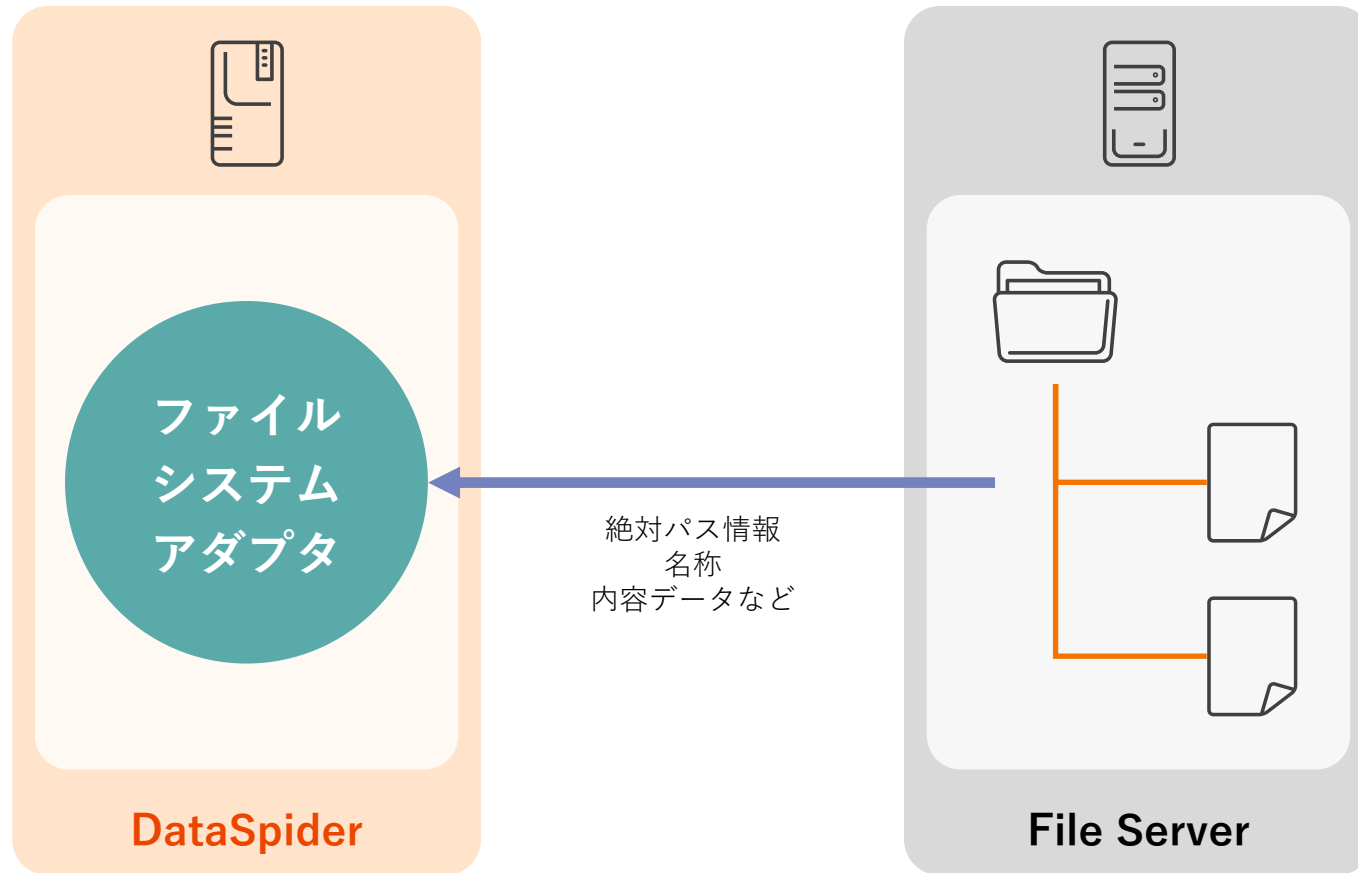 ファイル
システム
アダプタ
絶対パス情報
名称
内容データなど
DataSpider
File Server